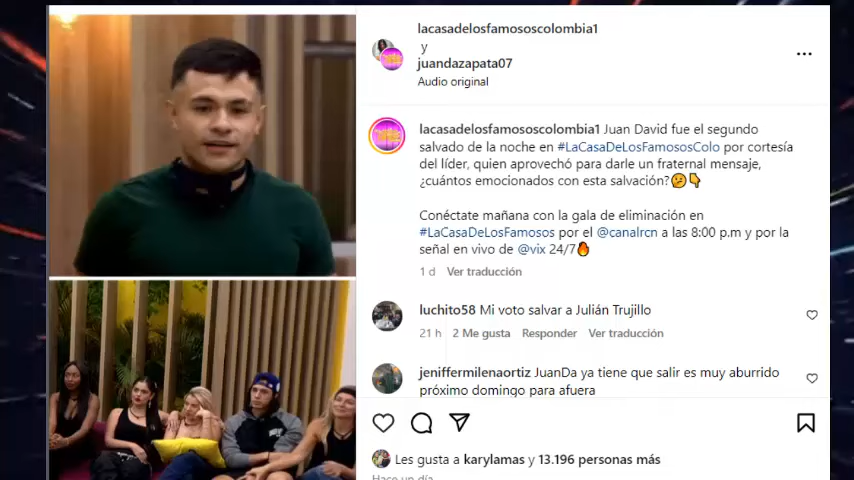 lacasadelosfamososcolombia1
y
juandazapata07
Audio original
lacasadelosfamososcolombia1 Juan David fue el segundo
salvado de la noche en #LaCasaDeLosFamososColo por cortesía
del líder, quien aprovechó para darle un fraternal mensaje,
¿cuántos emocionados con esta salvación?🫤👇
Conéctate mañana con la gala de eliminación en
#LaCasaDeLosFamosos por el @canalrcn a las 8:00 p.m y por la
señal en vivo de @vix 24/7🔥
1 d Ver traducción
luchito58 Mi voto salvar a Julián Trujillo
21 h 2 Me gusta Responder Ver traducción
jeniffermilenaortiz JuanDa ya tiene que salir es muy aburrido
próximo domingo para afuera
Les gusta a karylamas y 13.196 personas más
Hace un día